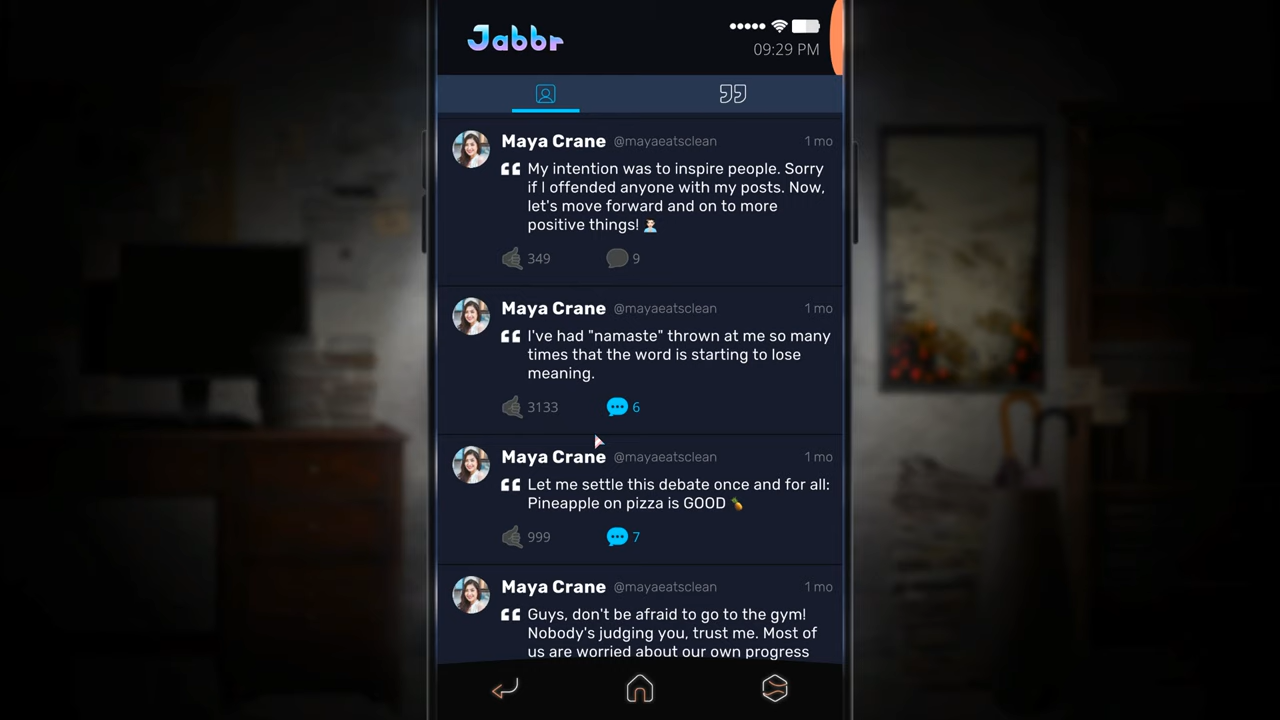 Jabbr
09:29 PM
Maya Crane @mayaeatsclean 1 mo
My intention was to inspire people. Sorry
if I offended anyone with my posts. Now,
let's move forward and on to more
positive things! 💆🏻‍♂️
349 9
Maya Crane @mayaeatsclean 1 mo
I've had "namaste" thrown at me so many
times that the word is starting to lose
meaning.
3133 6
Maya Crane @mayaeatsclean 1 mo
Let me settle this debate once and for all:
Pineapple on pizza is GOOD 🍍
999 7
Maya Crane @mayaeatsclean 1 mo
Guys, don't be afraid to go to the gym!
Nobody's judging you, trust me. Most of
us are worried about our own progress